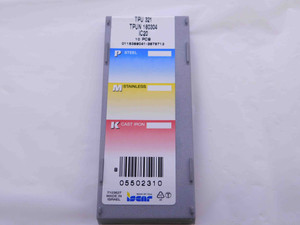 TPU 321
TPUN 160304
IC20
10 PCS
P STEEL
M STAINLESS
K CAST IRON
05502310
iscar